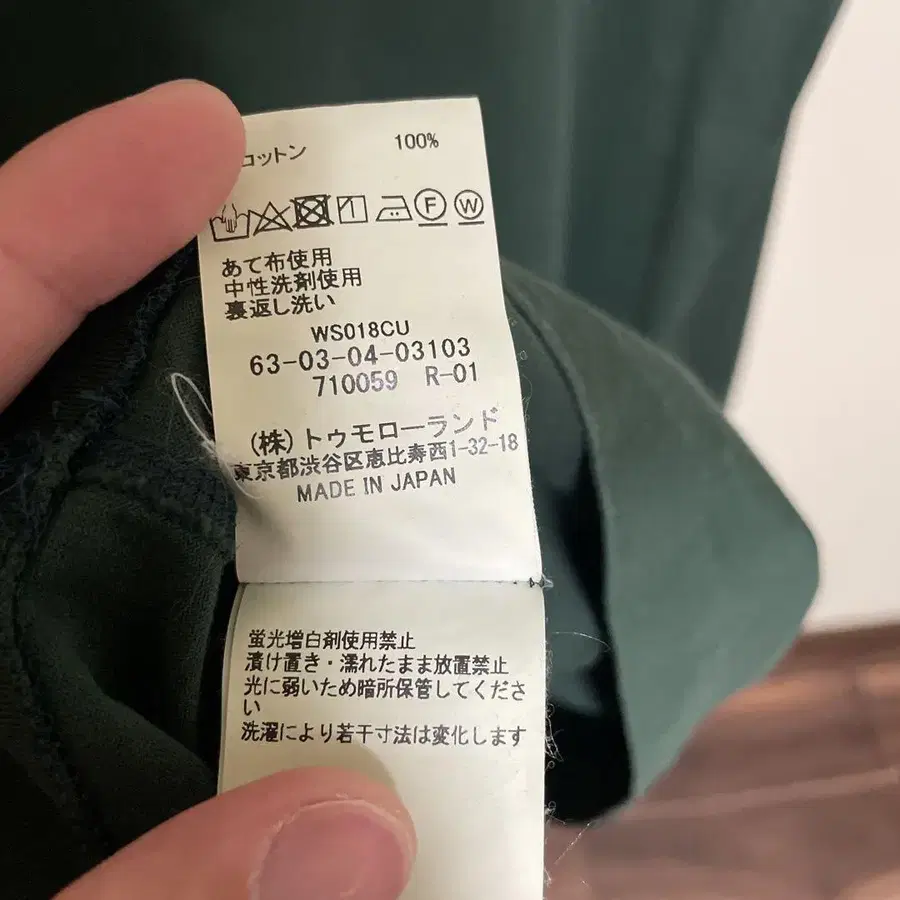 コットン 100%
F W
あて布使用
中性洗剤使用
裏返し洗い
WS018CU
63-03-04-03103
710059 R-01
(株)トゥモローランド
東京都渋谷区恵比寿西1-32-18
MADE IN JAPAN
蛍光増白剤使用禁止
漬け置き・濡れたまま放置禁止
光に弱いため暗所保管してくださ
い
洗濯により若干寸法は変化します